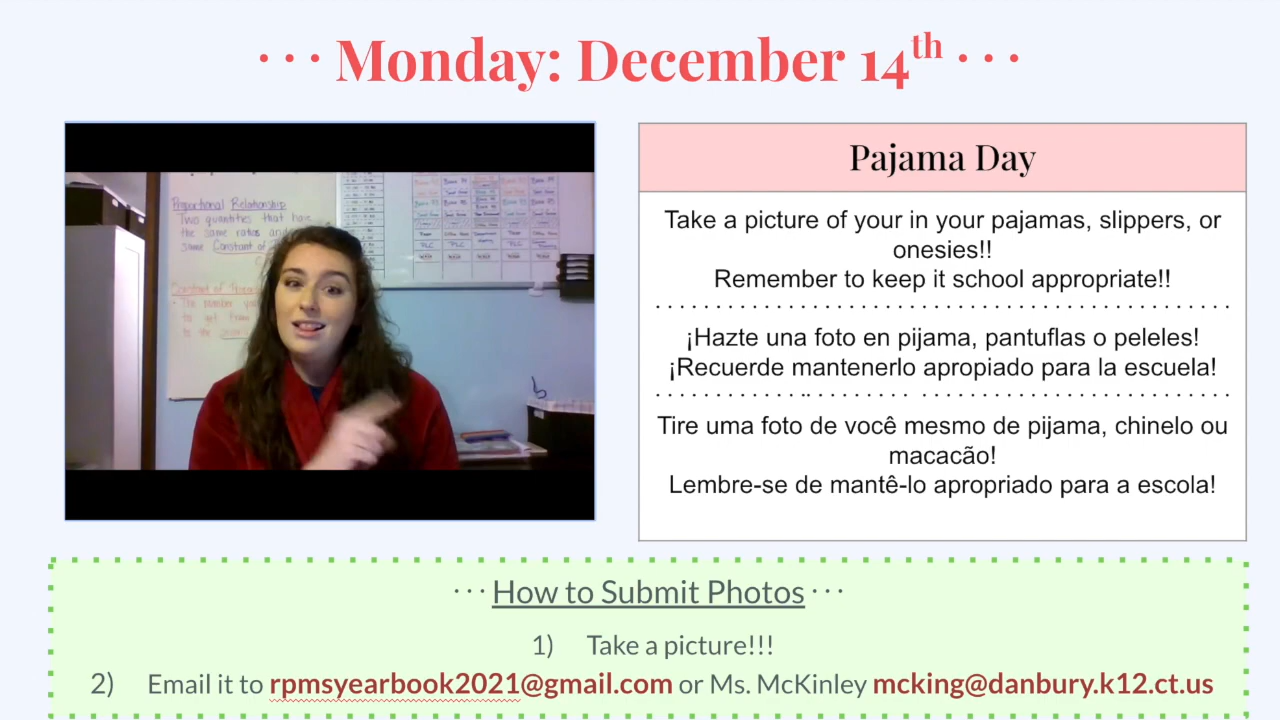 Monday: December 14th
Proportional Relationship
Two quantities that have
the same ratio and
same Constant of
Pajama Day
Take a picture of your in your pajamas, slippers, or
onesies!!
Remember to keep it school appropriate!!
¡Hazte una foto en pijama, pantuflas o peleles!
¡Recuerde mantenerlo apropiado para la escuela!
Tire uma foto de você mesmo de pijama, chinelo ou
macacão!
Lembre-se de mantê-lo apropriado para a escola!
How to Submit Photos
1) Take a picture!!!
2) Email it to rpmsyearbook2021@gmail.com or Ms. McKinley mcking@danbury.k12.ct.us